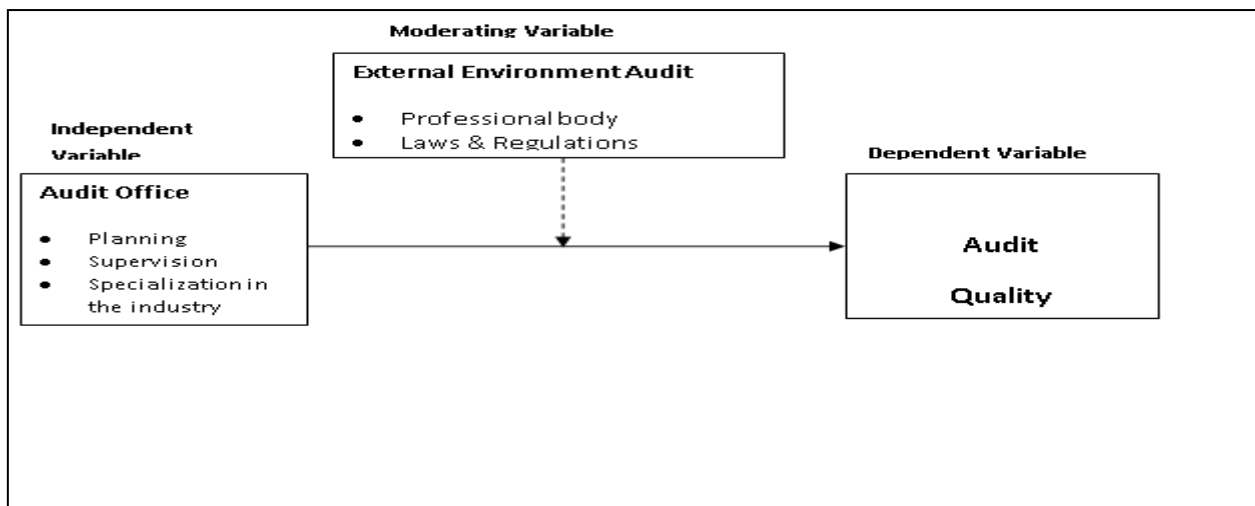 Moderating Variable
External Environment Audit
• Professional body
• Laws & Regulations
Independent
Variable
Audit Office
• Planning
• Supervision
• Specialization in
the industry
Dependent Variable
Audit
Quality